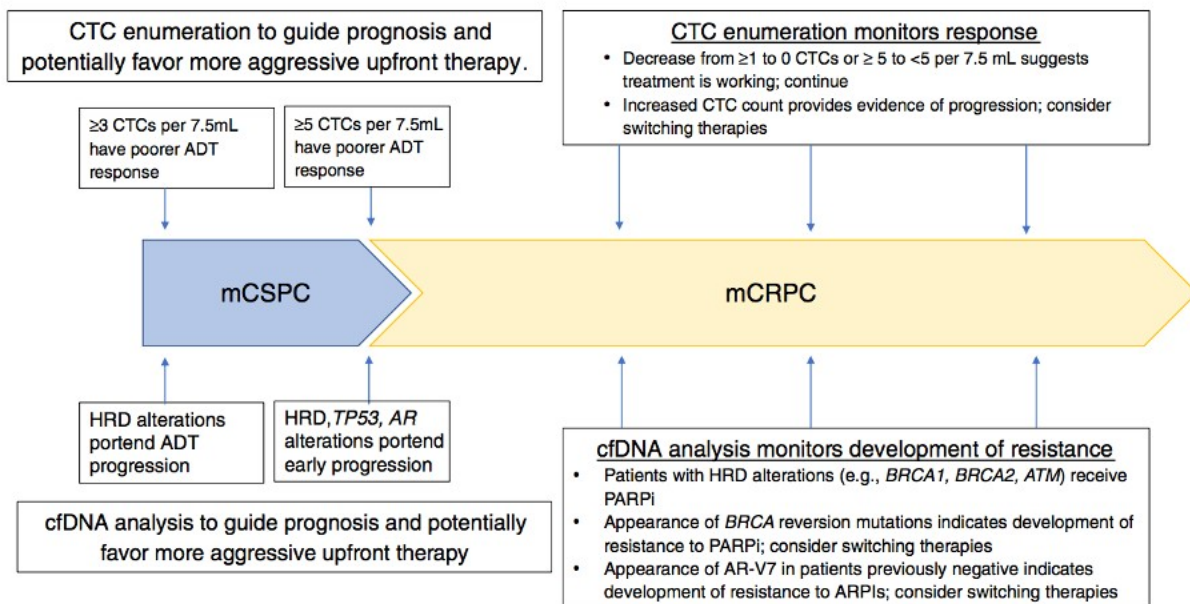 CTC enumeration to guide prognosis and
potentially favor more aggressive upfront therapy.
CTC enumeration monitors response
• Decrease from ≥1 to 0 CTCs or ≥ 5 to <5 per 7.5 mL suggests
treatment is working; continue
• Increased CTC count provides evidence of progression; consider
switching therapies
≥3 CTCs per 7.5mL
have poorer ADT
response
≥5 CTCs per 7.5mL
have poorer ADT
response
mCSPC
mCRPC
HRD alterations
portend ADT
progression
HRD,TP53, AR
alterations portend
early progression
cfDNA analysis to guide prognosis and potentially
favor more aggressive upfront therapy
cfDNA analysis monitors development of resistance
• Patients with HRD alterations (e.g., BRCA1, BRCA2, ATM) receive
PARPi
• Appearance of BRCA reversion mutations indicates development of
resistance to PARPi; consider switching therapies
• Appearance of AR-V7 in patients previously negative indicates
development of resistance to ARPIs; consider switching therapies